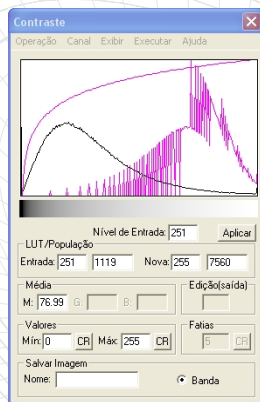 Contraste
Operação Canal Exibir Executar Ajuda
Nível de Entrada: 251 Aplicar
LUT/População
Entrada: 251 1119 Nova: 255 7560
Média Edição(saída)
M: 76.99 G: B:
Valores Fatias
Mín: 0 CR Máx: 255 CR 5 CR
Salvar Imagem
Nome: Banda